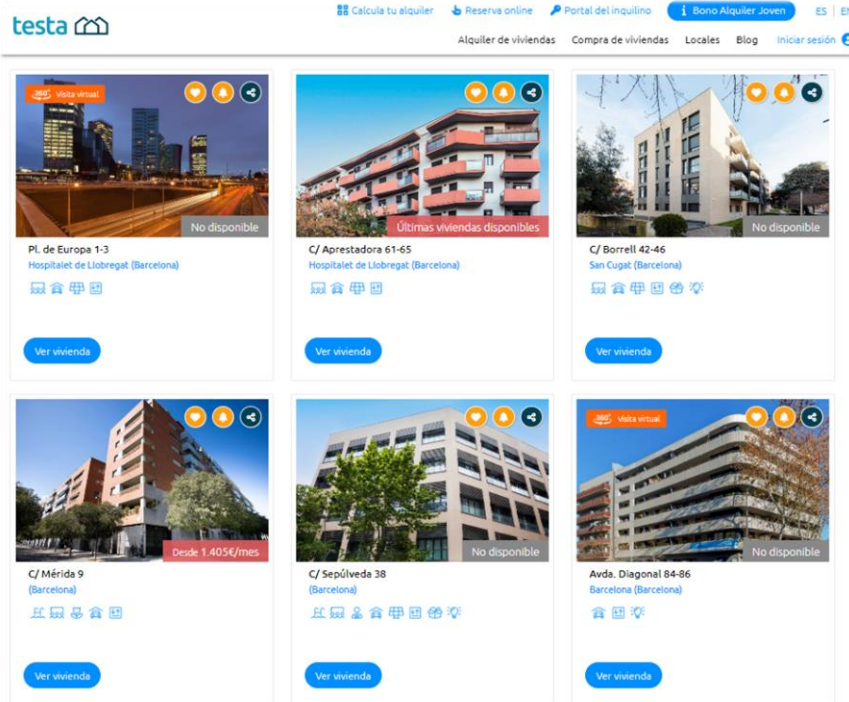 testa
Calcula tu alquiler
Reserva online
Portal del inquilino
i Bono Alquiler Joven
ES
EN
Alquiler de viviendas
Compra de viviendas
Locales
Blog
Iniciar sesión
360° Visita virtual
No disponible
Pl. de Europa 1-3
Hospitalet de Llobregat (Barcelona)
Ver vivienda
Últimas viviendas disponibles
C/ Aprestadora 61-65
Hospitalet de Llobregat (Barcelona)
Ver vivienda
No disponible
C/ Borrell 42-46
San Cugat (Barcelona)
Ver vivienda
Desde 1.405€/mes
C/ Mérida 9
(Barcelona)
Ver vivienda
No disponible
C/ Sepúlveda 38
(Barcelona)
Ver vivienda
360° Visita virtual
No disponible
Avda. Diagonal 84-86
Barcelona (Barcelona)
Ver vivienda